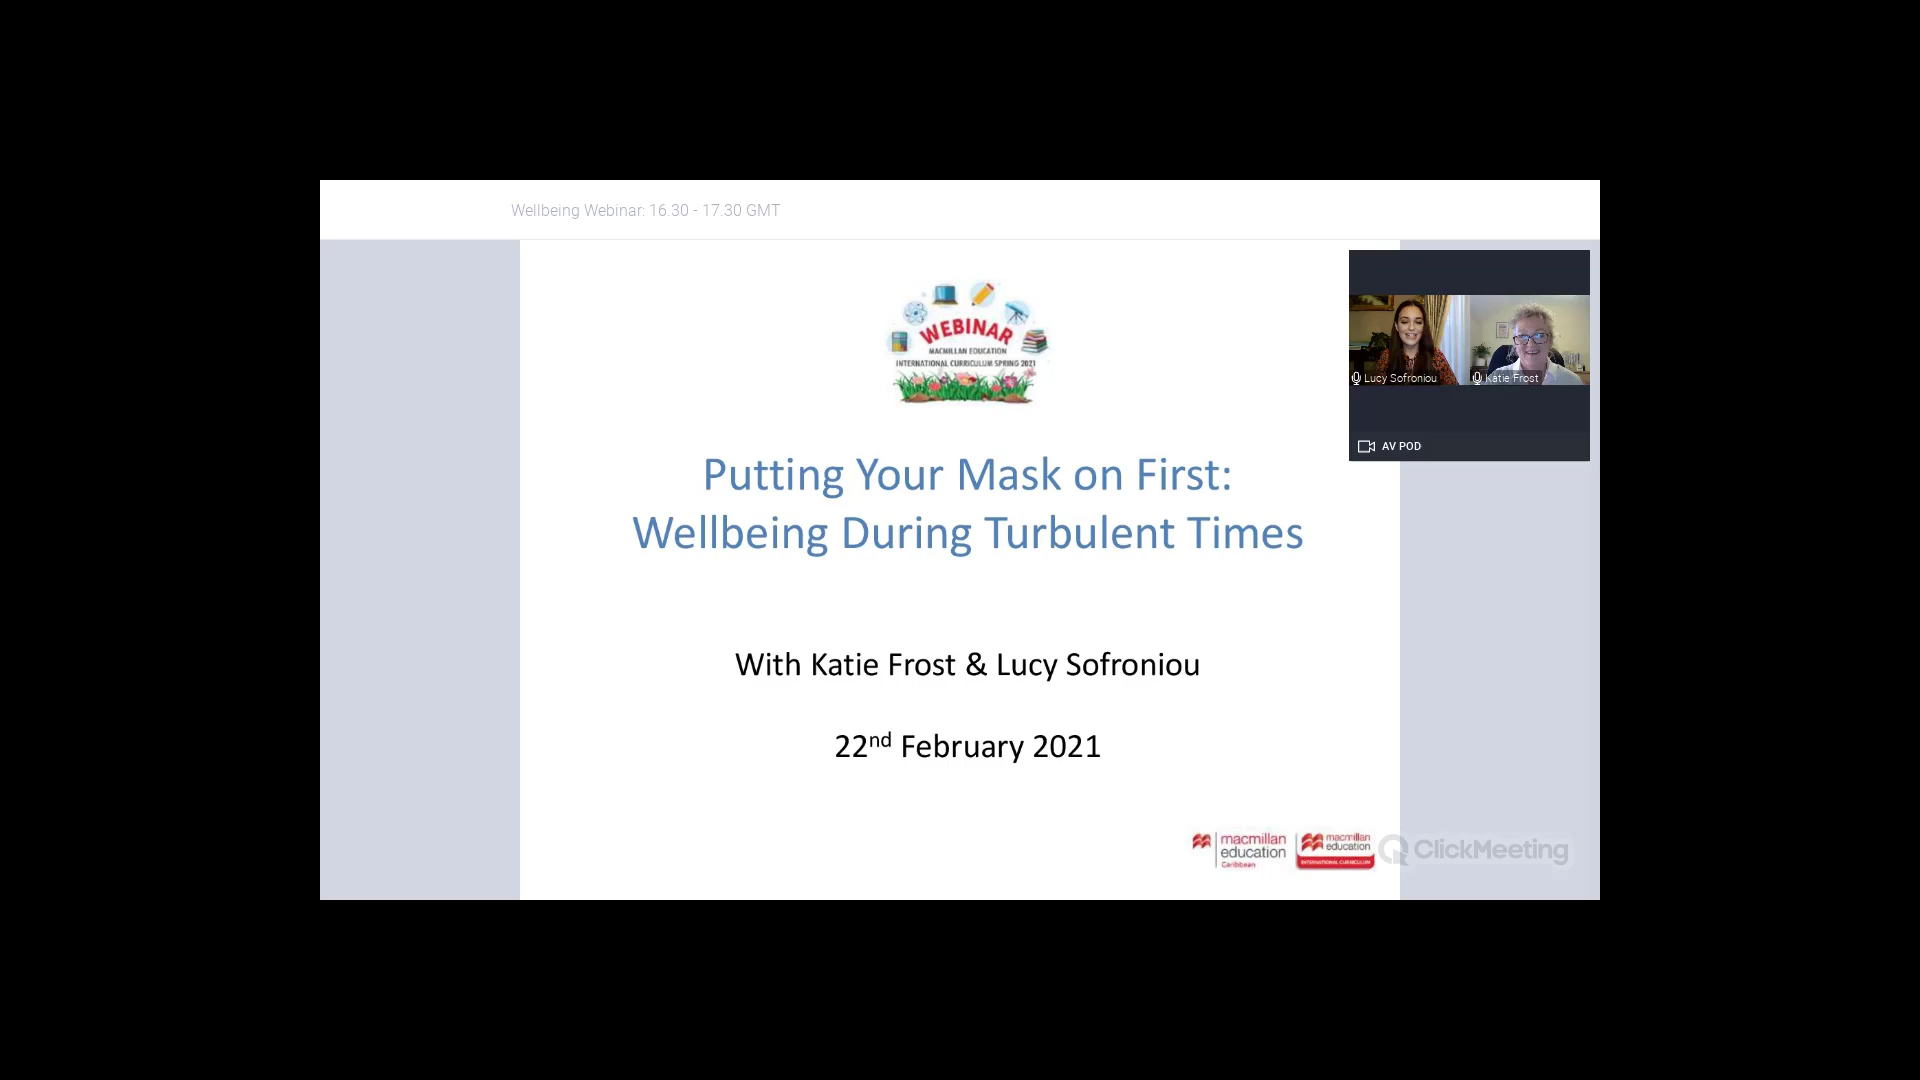 Wellbeing Webinar: 16.30 - 17.30 GMT
WEBINAR
MACMILLAN EDUCATION
INTERNATIONAL CURRICULUM SPRING 2021
Lucy Sofroniou
Katie Frost
AV POD
Putting Your Mask on First:
Wellbeing During Turbulent Times
With Katie Frost & Lucy Sofroniou
22nd February 2021
macmillan
education
Caribbean
macmillan
education
INTERNATIONAL CURRICULUM
ClickMeeting